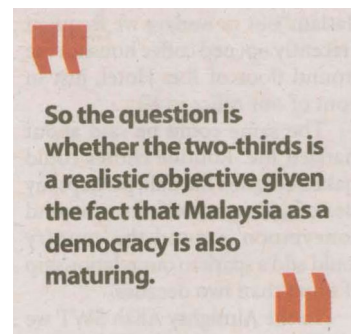 So the question is
whether the two-thirds is
a realistic objective given
the fact that Malaysia as a
democracy is also
maturing.